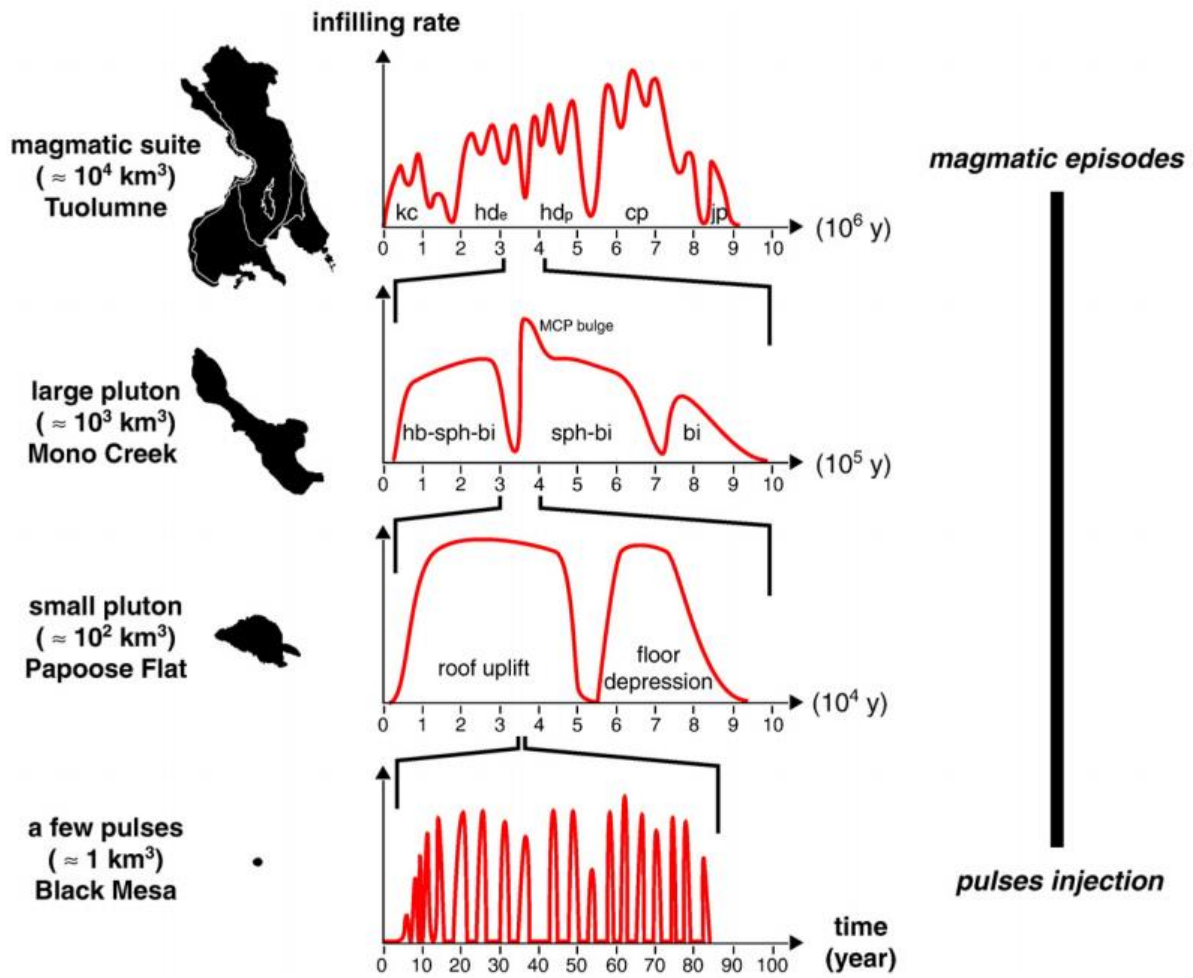 infilling rate
magmatic suite
( ≈ 10⁴ km³)
Tuolumne
kc hdₑ hdₚ cp jp
0 1 2 3 4 5 6 7 8 9 10
(10⁶ y)
magmatic episodes
large pluton
( ≈ 10³ km³)
Mono Creek
MCP bulge
hb-sph-bi sph-bi bi
0 1 2 3 4 5 6 7 8 9 10
(10⁵ y)
small pluton
( ≈ 10² km³)
Papoose Flat
roof uplift
floor
depression
0 1 2 3 4 5 6 7 8 9 10
(10⁴ y)
a few pulses
( ≈ 1 km³)
Black Mesa
0 10 20 30 40 50 60 70 80 90 100
time
(year)
pulses injection